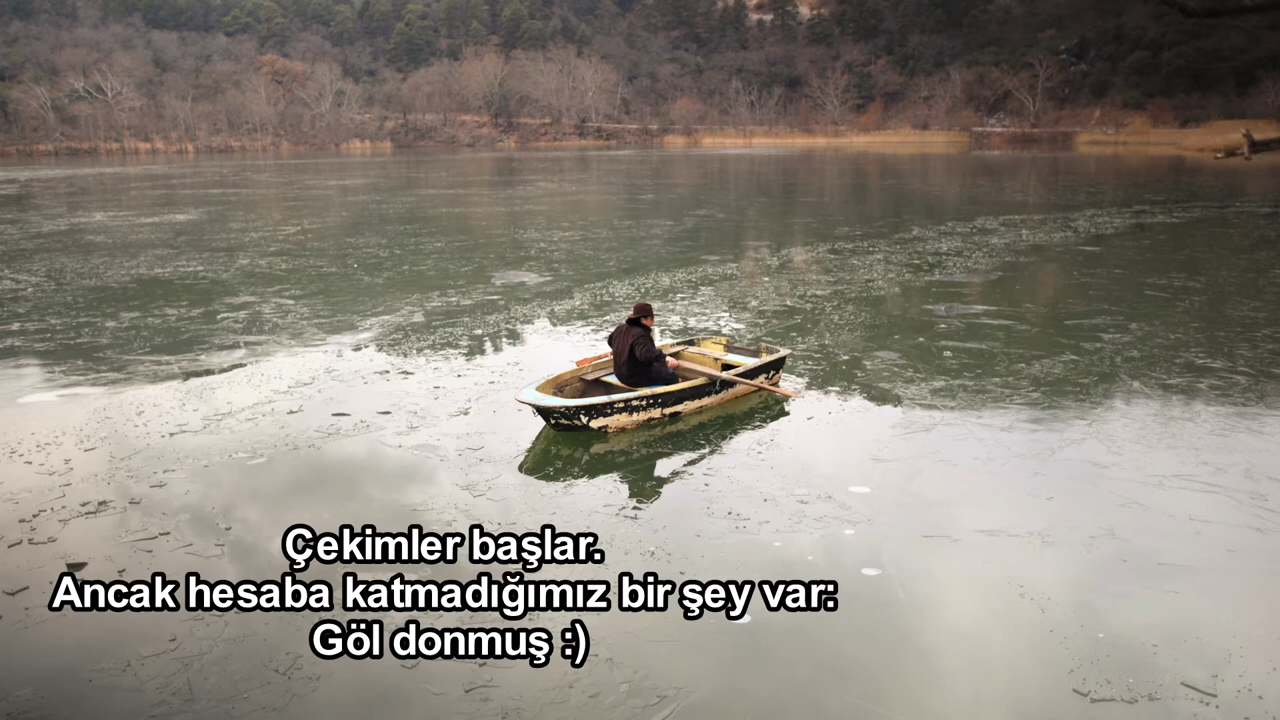 Çekimler başlar.
Ancak hesaba katmadığımız bir şey var:
Göl donmuş :)